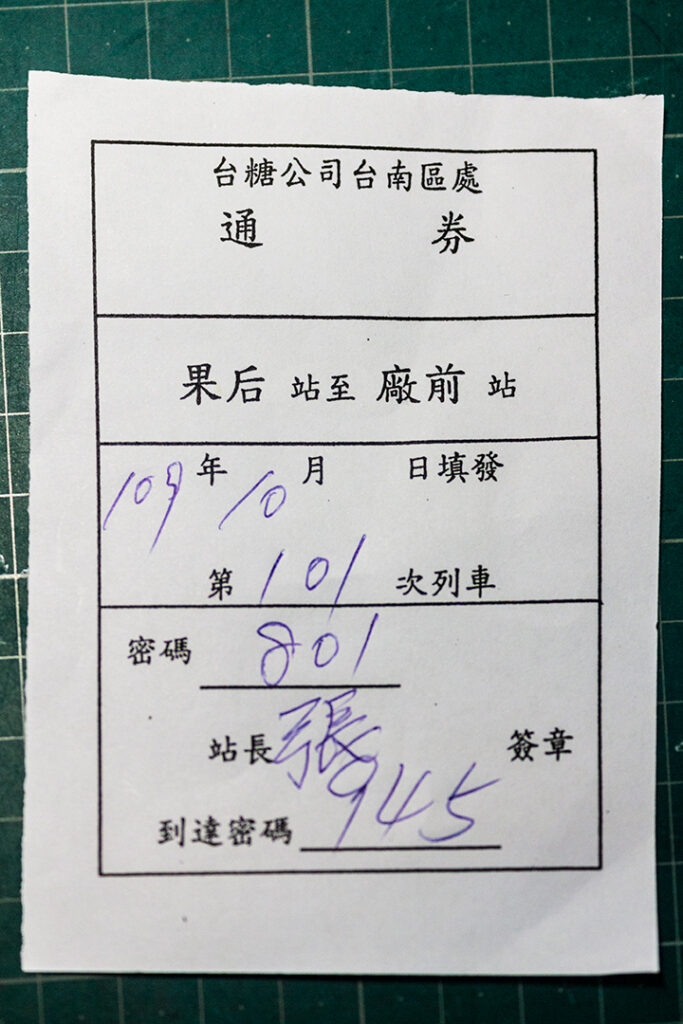 台糖公司台南區處
通 券
果后 站至 廠前 站
109 年 10 月 日填發
第 101 次列車
密碼 801
站長 張 簽章
到達密碼 945